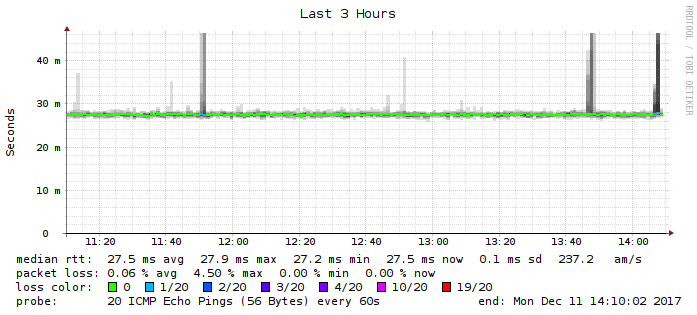 Last 3 Hours
RRDTOOL / TOBI OETIKER
Seconds
40 m
30 m
20 m
10 m
0
11:20 11:40 12:00 12:20 12:40 13:00 13:20 13:40 14:00
median rtt: 27.5 ms avg 27.9 ms max 27.2 ms min 27.5 ms now 0.1 ms sd 237.2 am/s
packet loss: 0.06 % avg 4.50 % max 0.00 % min 0.00 % now
loss color: 0 1/20 2/20 3/20 4/20 10/20 19/20
probe: 20 ICMP Echo Pings (56 Bytes) every 60s end: Mon Dec 11 14:10:02 2017